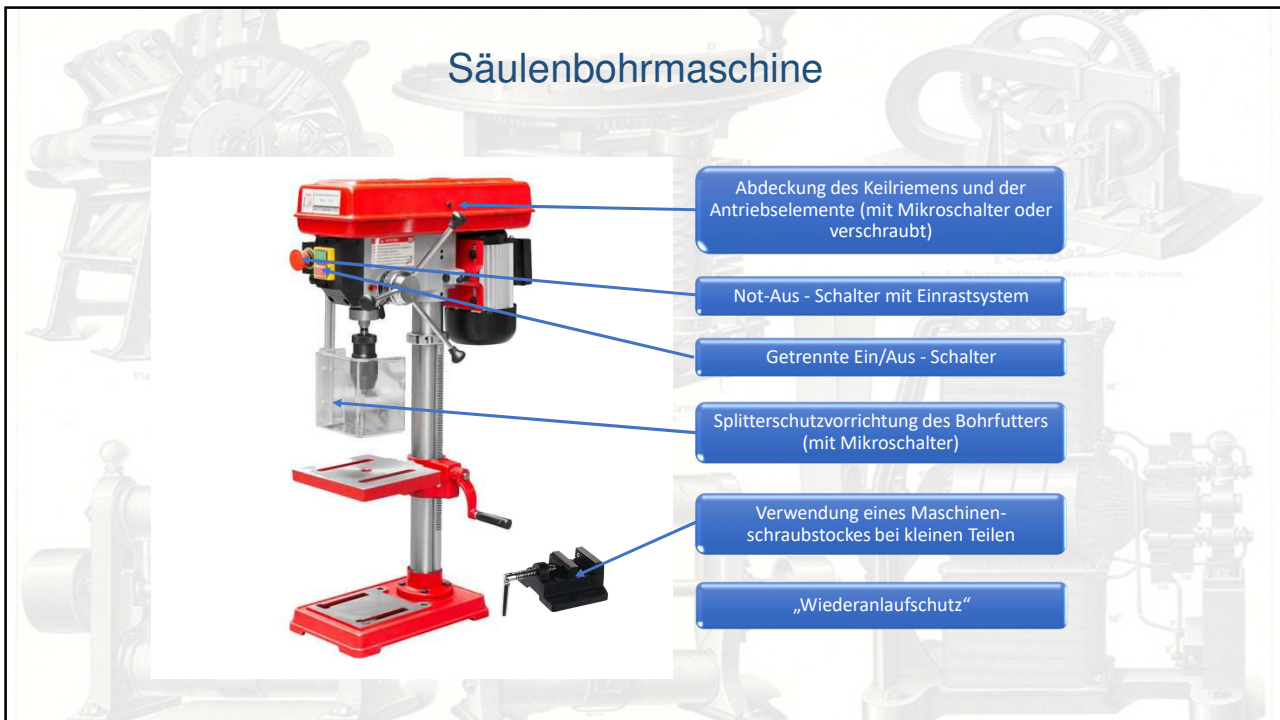 Säulenbohrmaschine
Abdeckung des Keilriemens und der
Antriebselemente (mit Mikroschalter oder
verschraubt)
Not-Aus - Schalter mit Einrastsystem
Getrennte Ein/Aus - Schalter
Splitterschutzvorrichtung des Bohrfutters
(mit Mikroschalter)
Verwendung eines Maschinen-
schraubstockes bei kleinen Teilen
„Wiederanlaufschutz“